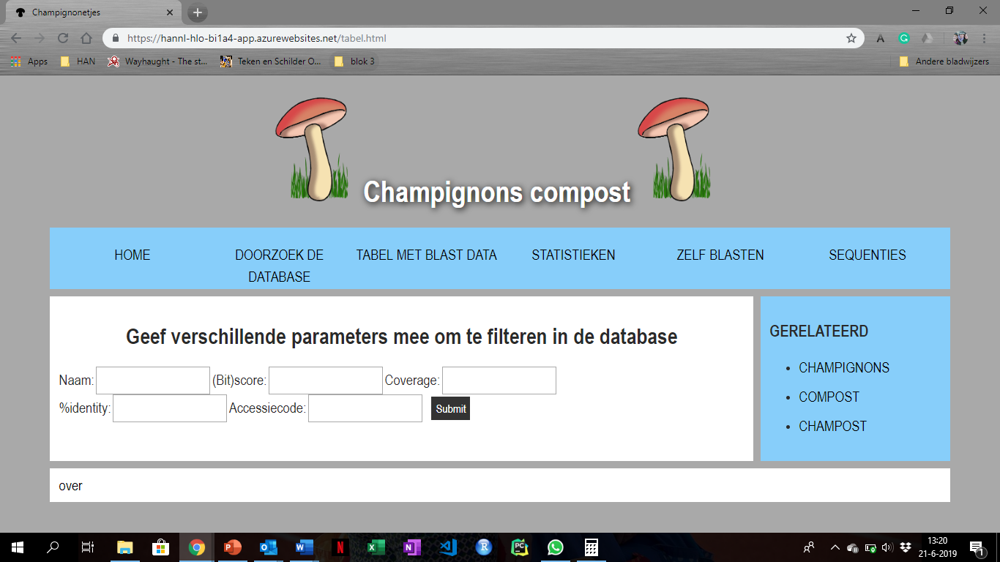 Champignonetjes
https://hannl-hlo-bi1a4-app.azurewebsites.net/tabel.html
Apps HAN Wayhaught - The st... Teken en Schilder O... blok 3 Andere bladwijzers
Champignons compost
HOME DOORZOEK DE TABEL MET BLAST DATA STATISTIEKEN ZELF BLASTEN SEQUENTIES
DATABASE
Geef verschillende parameters mee om te filteren in de database
Naam: (Bit)score: Coverage:
%identity: Accessiecode: Submit
GERELATEERD
CHAMPIGNONS
COMPOST
CHAMPOST
over
13:20
21-6-2019
1